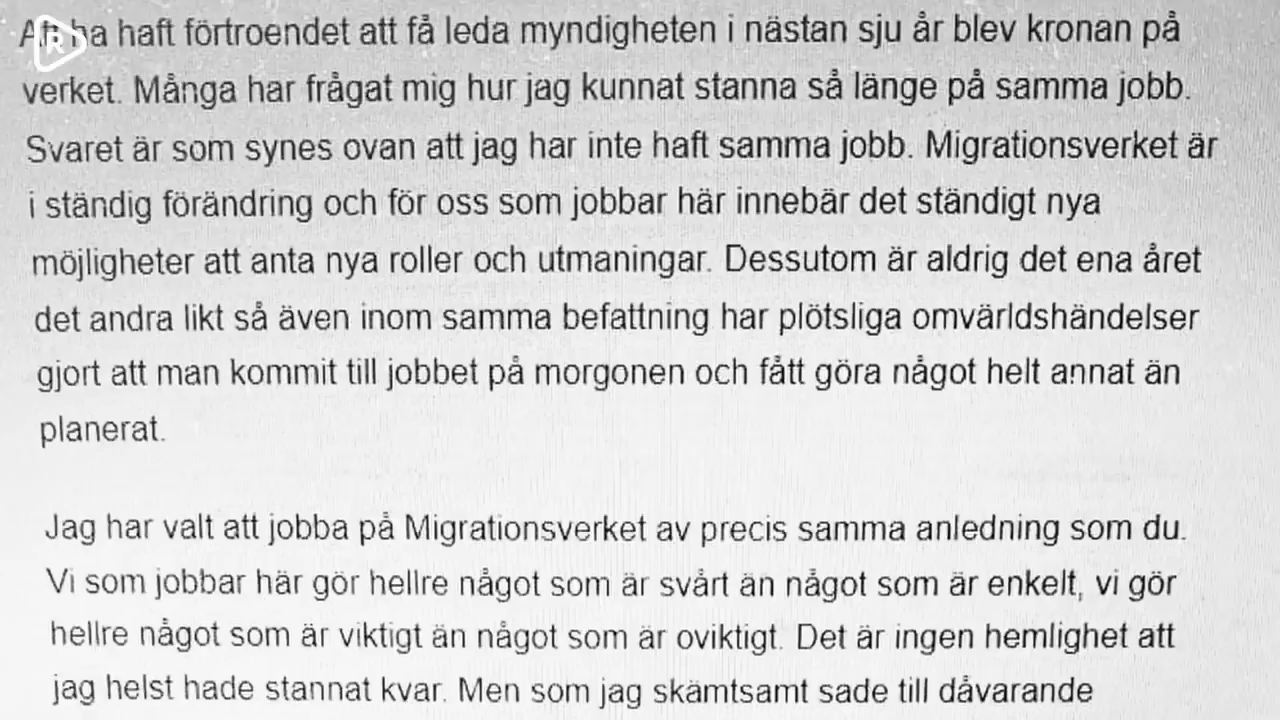 Att ha haft förtroendet att få leda myndigheten i nästan sju år blev kronan på
verket. Många har frågat mig hur jag kunnat stanna så länge på samma jobb.
Svaret är som synes ovan att jag har inte haft samma jobb. Migrationsverket är
i ständig förändring och för oss som jobbar här innebär det ständigt nya
möjligheter att anta nya roller och utmaningar. Dessutom är aldrig det ena året
det andra likt så även inom samma befattning har plötsliga omvärldshändelser
gjort att man kommit till jobbet på morgonen och fått göra något helt annat än
planerat.
Jag har valt att jobba på Migrationsverket av precis samma anledning som du.
Vi som jobbar här gör hellre något som är svårt än något som är enkelt, vi gör
hellre något som är viktigt än något som är oviktigt. Det är ingen hemlighet att
jag helst hade stannat kvar. Men som jag skämtsamt sade till dåvarande
R